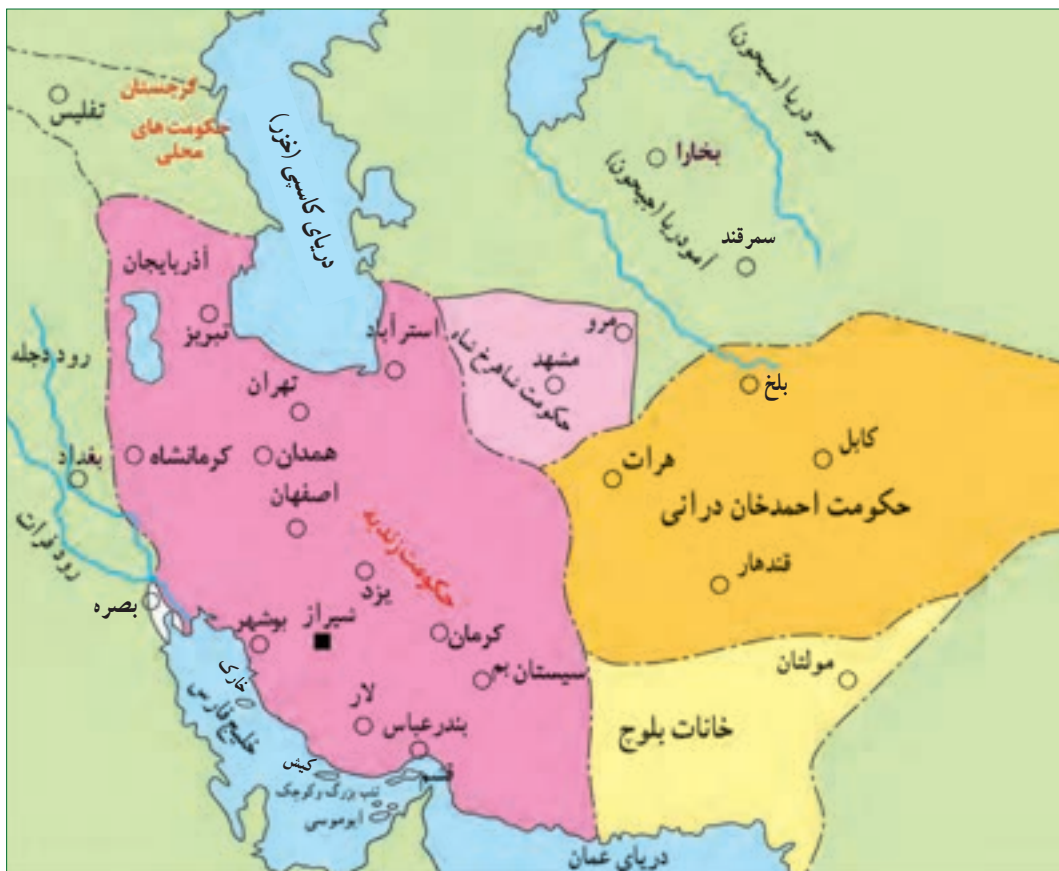 تفلیس
گرجستان
حکومت های
محلی
دریای کاسپی (خزر)
سیر دریا (سیحون)
بخارا
آمودریا (جیحون)
سمرقند
آذربایجان
تبریز
استرآباد
مرو
مشهد
حکومت شاهرخ شاه
رود دجله
تهران
بلخ
بغداد
کرمانشاه
همدان
هرات
کابل
اصفهان
حکومت احمدخان درانی
رود فرات
حکومت زندیه
یزد
قندهار
بصره
بوشهر
شیراز
کرمان
خارک
سیستان بم
مولتان
خلیج فارس
لار
بندرعباس
خانات بلوچ
کیش
قشم
تنب بزرگ وکوچک
ابوموسی
دریای عمان